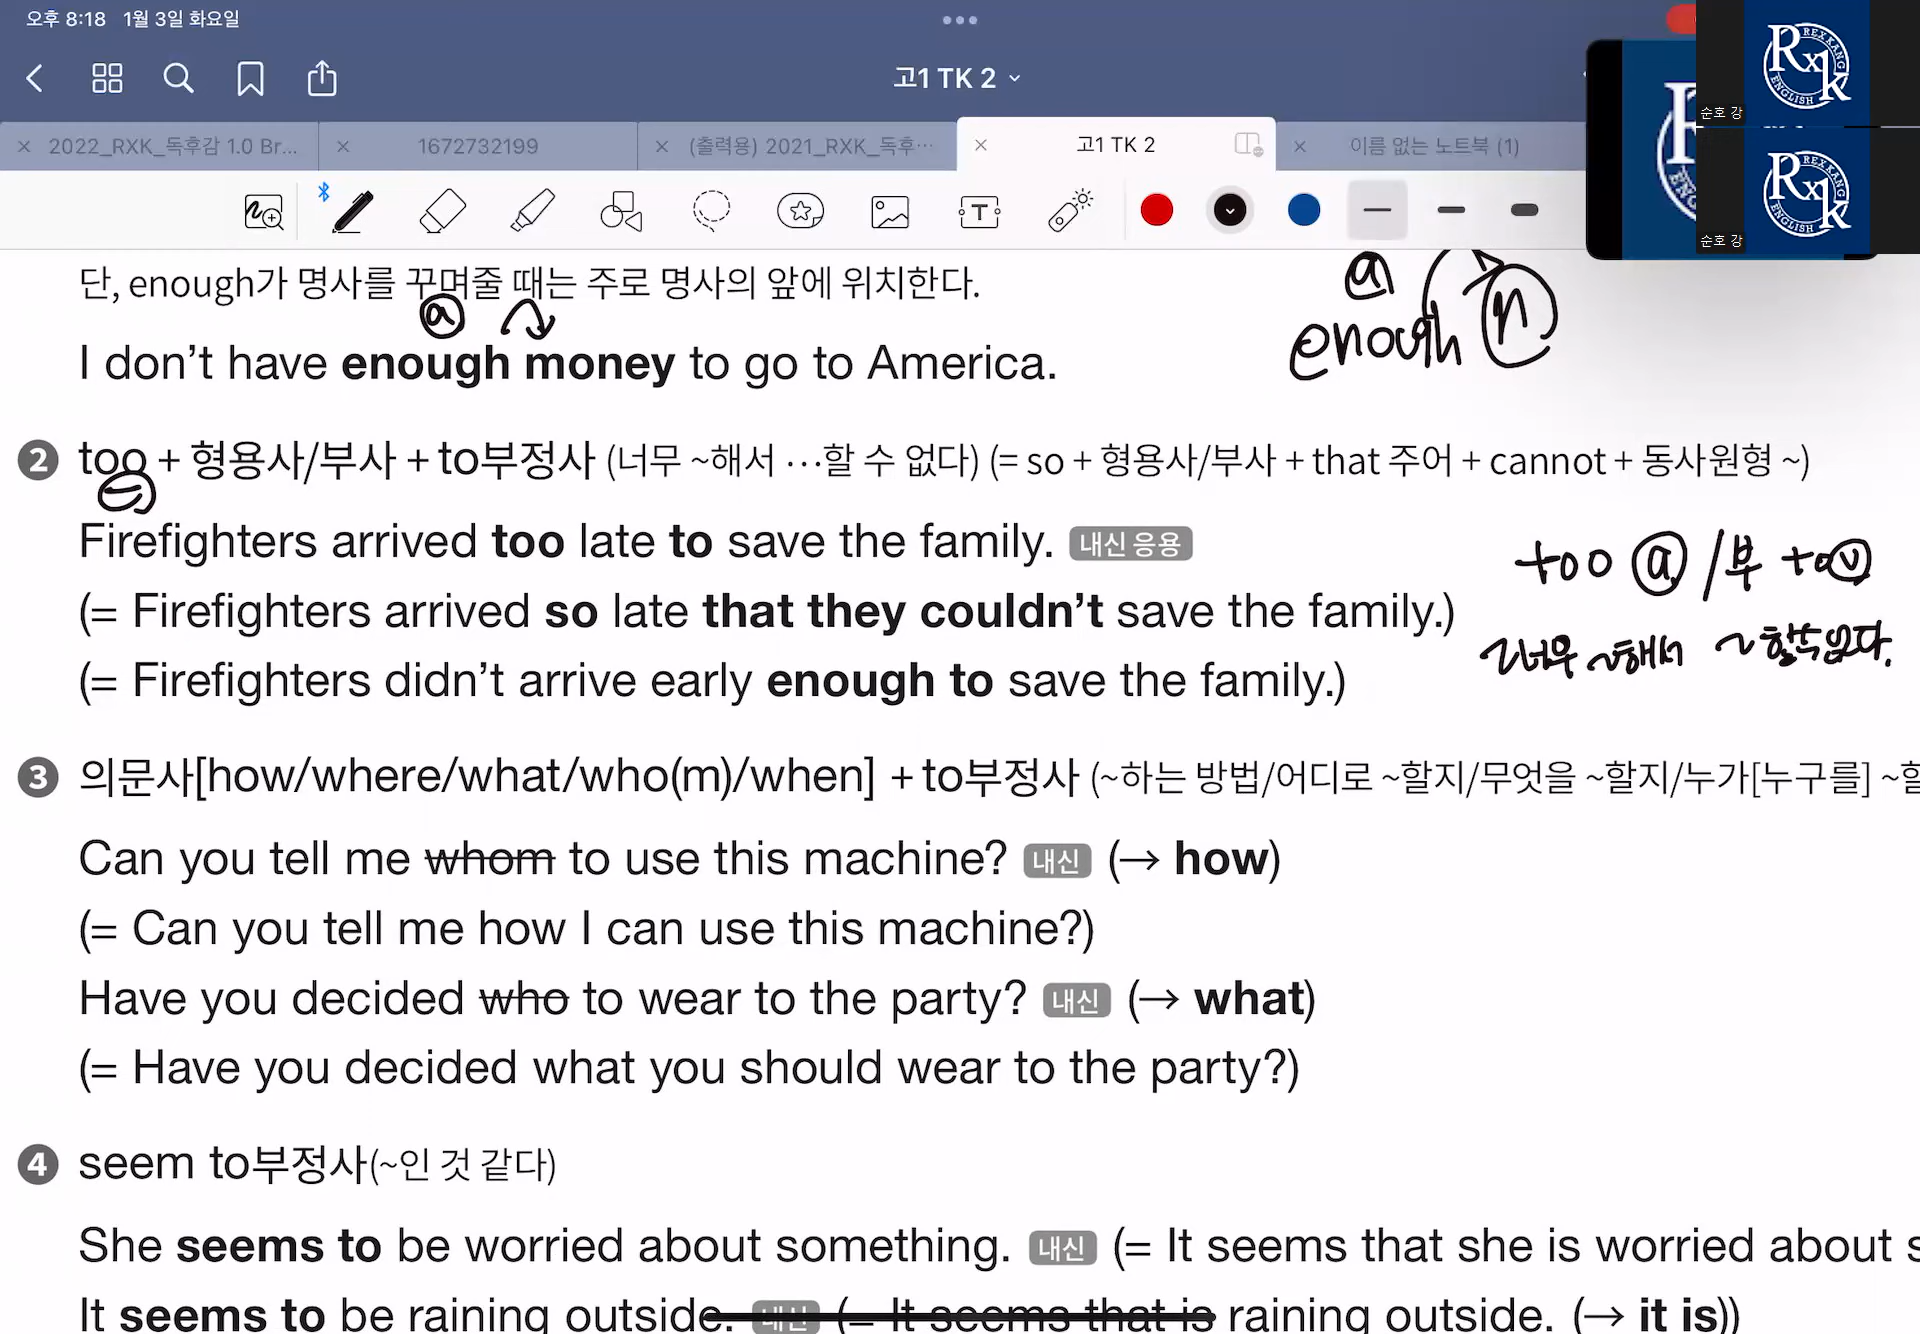 오후 8:18 1월 3일 화요일
고1 TK 2
2022_RXK_독후감 1.0 Br...
1672732199
(출력용) 2021_RXK_독후...
고1 TK 2
이름 없는 노트북 (1)
REX KANG
RxK
ENGLISH
순호 강
REX KANG
RxK
ENGLISH
순호 강
단, enough가 명사를 꾸며줄 때는 주로 명사의 앞에 위치한다.
a
a
enough n
I don't have enough money to go to America.
2 too + 형용사/부사 + to부정사 (너무 ~해서 …할 수 없다) (= so + 형용사/부사 + that 주어 + cannot + 동사원형 ~)
Firefighters arrived too late to save the family. 내신 응용
too a /부 to v
(= Firefighters arrived so late that they couldn't save the family.)
너무 ~해서 ~할 수 없다.
(= Firefighters didn't arrive early enough to save the family.)
3 의문사[how/where/what/who(m)/when] + to부정사 (~하는 방법/어디로 ~할지/무엇을 ~할지/누가[누구를] ~할
Can you tell me whom to use this machine? 내신 (→ how)
(= Can you tell me how I can use this machine?)
Have you decided who to wear to the party? 내신 (→ what)
(= Have you decided what you should wear to the party?)
4 seem to부정사(~인 것 같다)
She seems to be worried about something. 내신 (= It seems that she is worried about s
It seems to be raining outside. 내신 (= It seems that is raining outside. (→ it is))